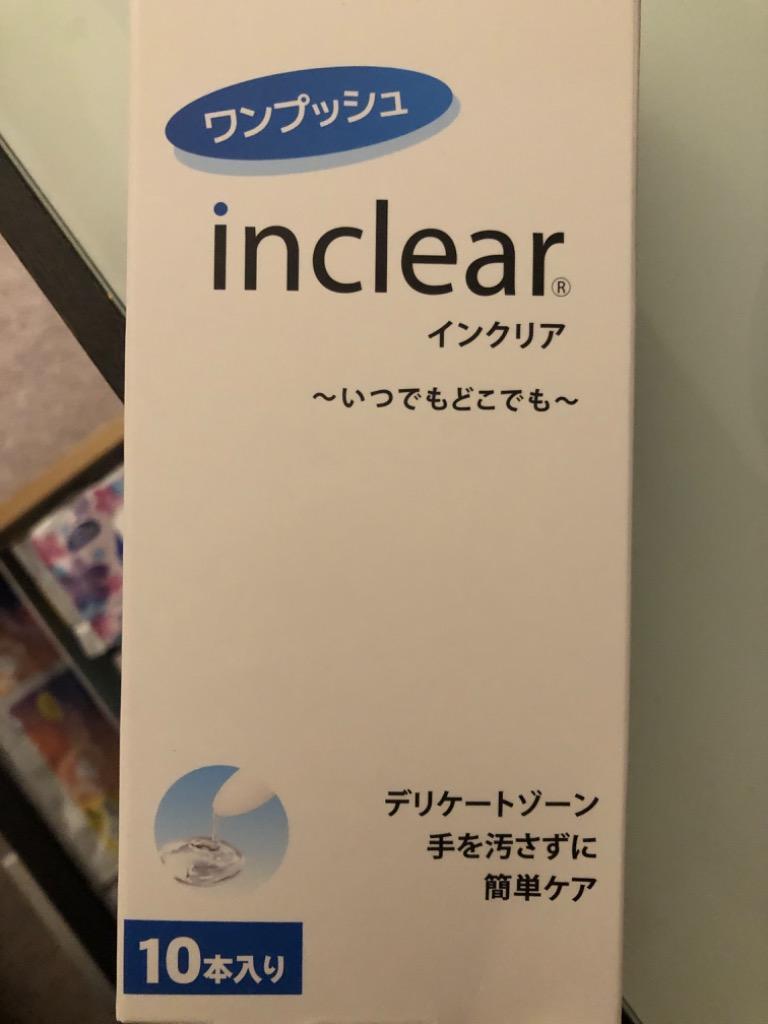 ワンプッシュ
inclear®
インクリア
～いつでもどこでも～
デリケートゾーン
手を汚さずに
簡単ケア
10本入り